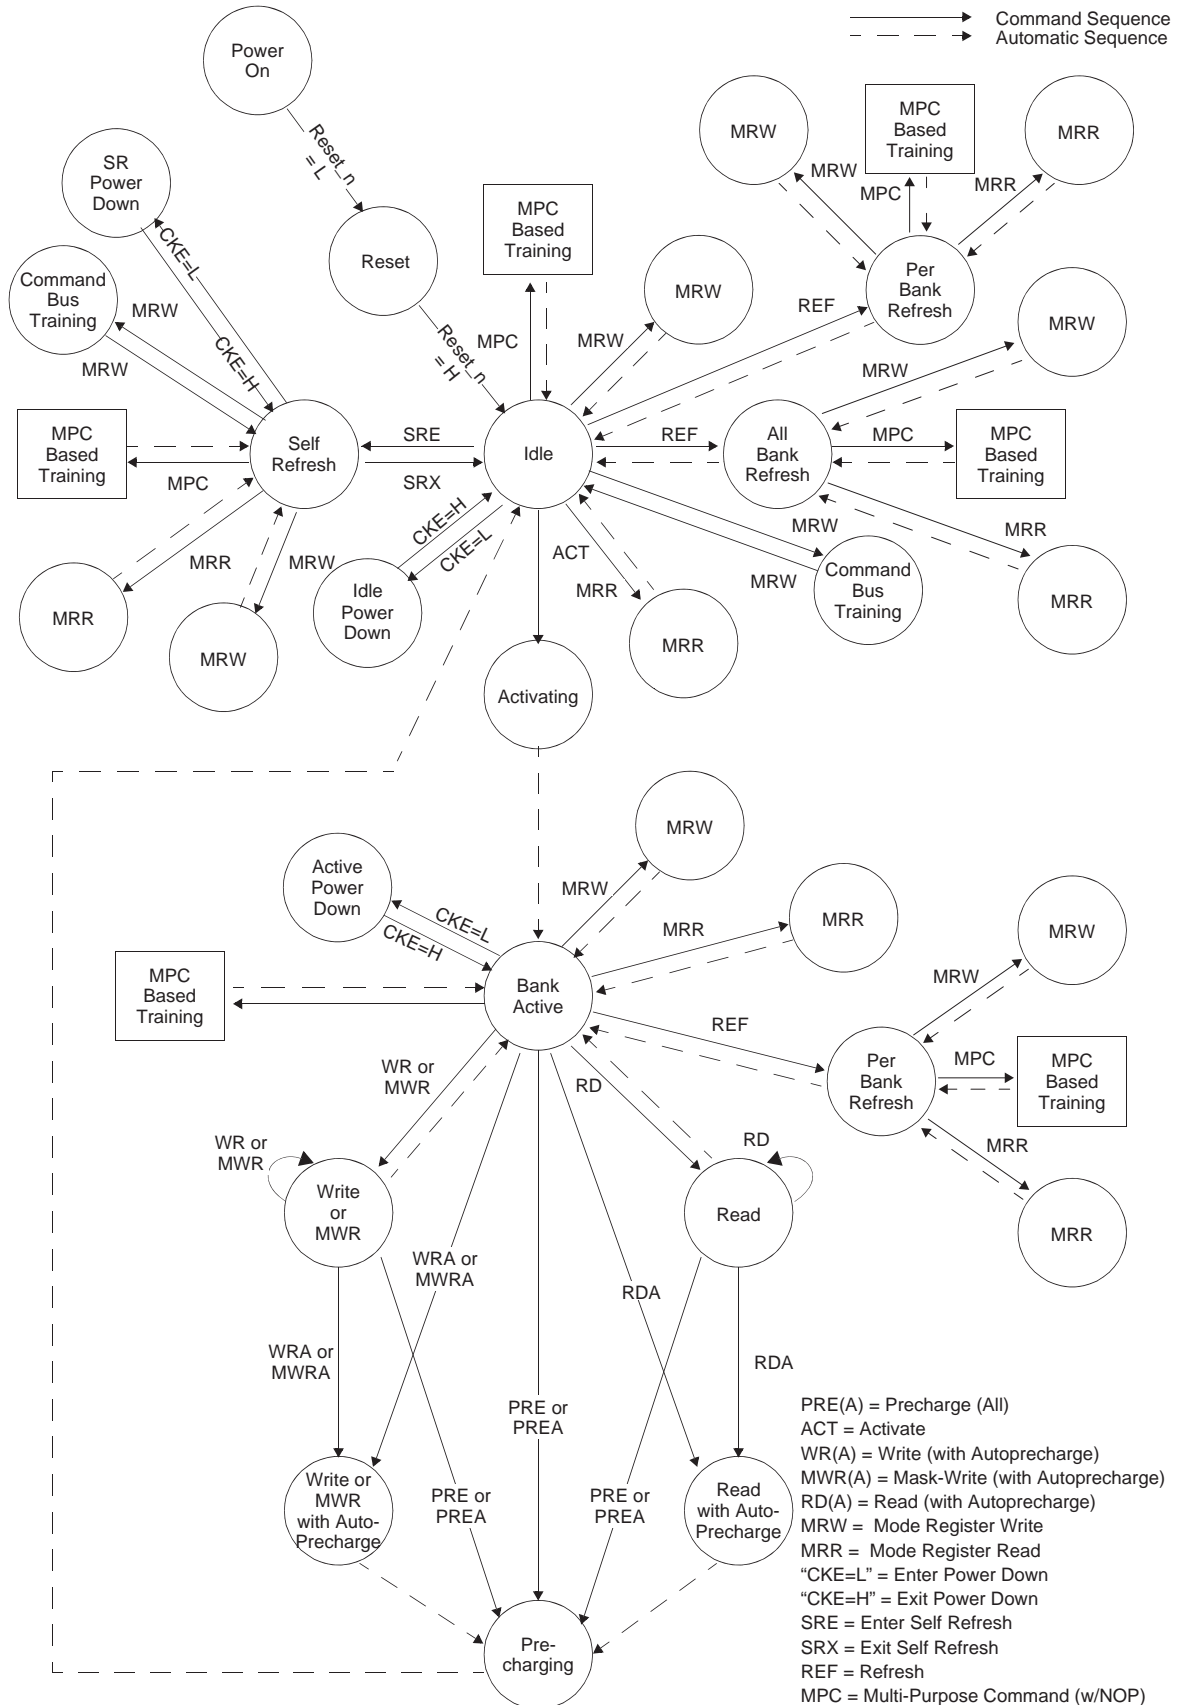 Command Sequence
Automatic Sequence
Power
On
Reset_n
= L
SR
Power
Down
CKE=L
CKE=H
Command
Bus
Training
MRW
MRW
Reset
Reset_n
= H
MPC
Based
Training
MPC
MRW
MRW
MRW
MRW
MPC
Based
Training
MPC
MRR
MRR
Per
Bank
Refresh
REF
MRW
MRW
MPC
Based
Training
MPC
Self
Refresh
SRE
SRX
Idle
REF
All
Bank
Refresh
MPC
MPC
Based
Training
MRR
MRR
MRR
MRR
MRW
MRW
CKE=H
CKE=L
Idle
Power
Down
ACT
MRR
MRR
MRW
MRW
Command
Bus
Training
Activating
MRW
MRW
Active
Power
Down
CKE=L
CKE=H
MRR
MRR
MPC
Based
Training
Bank
Active
REF
Per
Bank
Refresh
MRW
MRW
MPC
MPC
Based
Training
MRR
MRR
WR or
MWR
RD
WR or
MWR
Write
or
MWR
RD
Read
WRA or
MWRA
RDA
WRA or
MWRA
RDA
PRE or
PREA
PRE or
PREA
PRE or
PREA
Write or
MWR
with Auto-
Precharge
Read
with Auto-
Precharge
Pre-
charging
PRE(A) = Precharge (All)
ACT = Activate
WR(A) = Write (with Autoprecharge)
MWR(A) = Mask-Write (with Autoprecharge)
RD(A) = Read (with Autoprecharge)
MRW = Mode Register Write
MRR = Mode Register Read
“CKE=L” = Enter Power Down
“CKE=H” = Exit Power Down
SRE = Enter Self Refresh
SRX = Exit Self Refresh
REF = Refresh
MPC = Multi-Purpose Command (w/NOP)